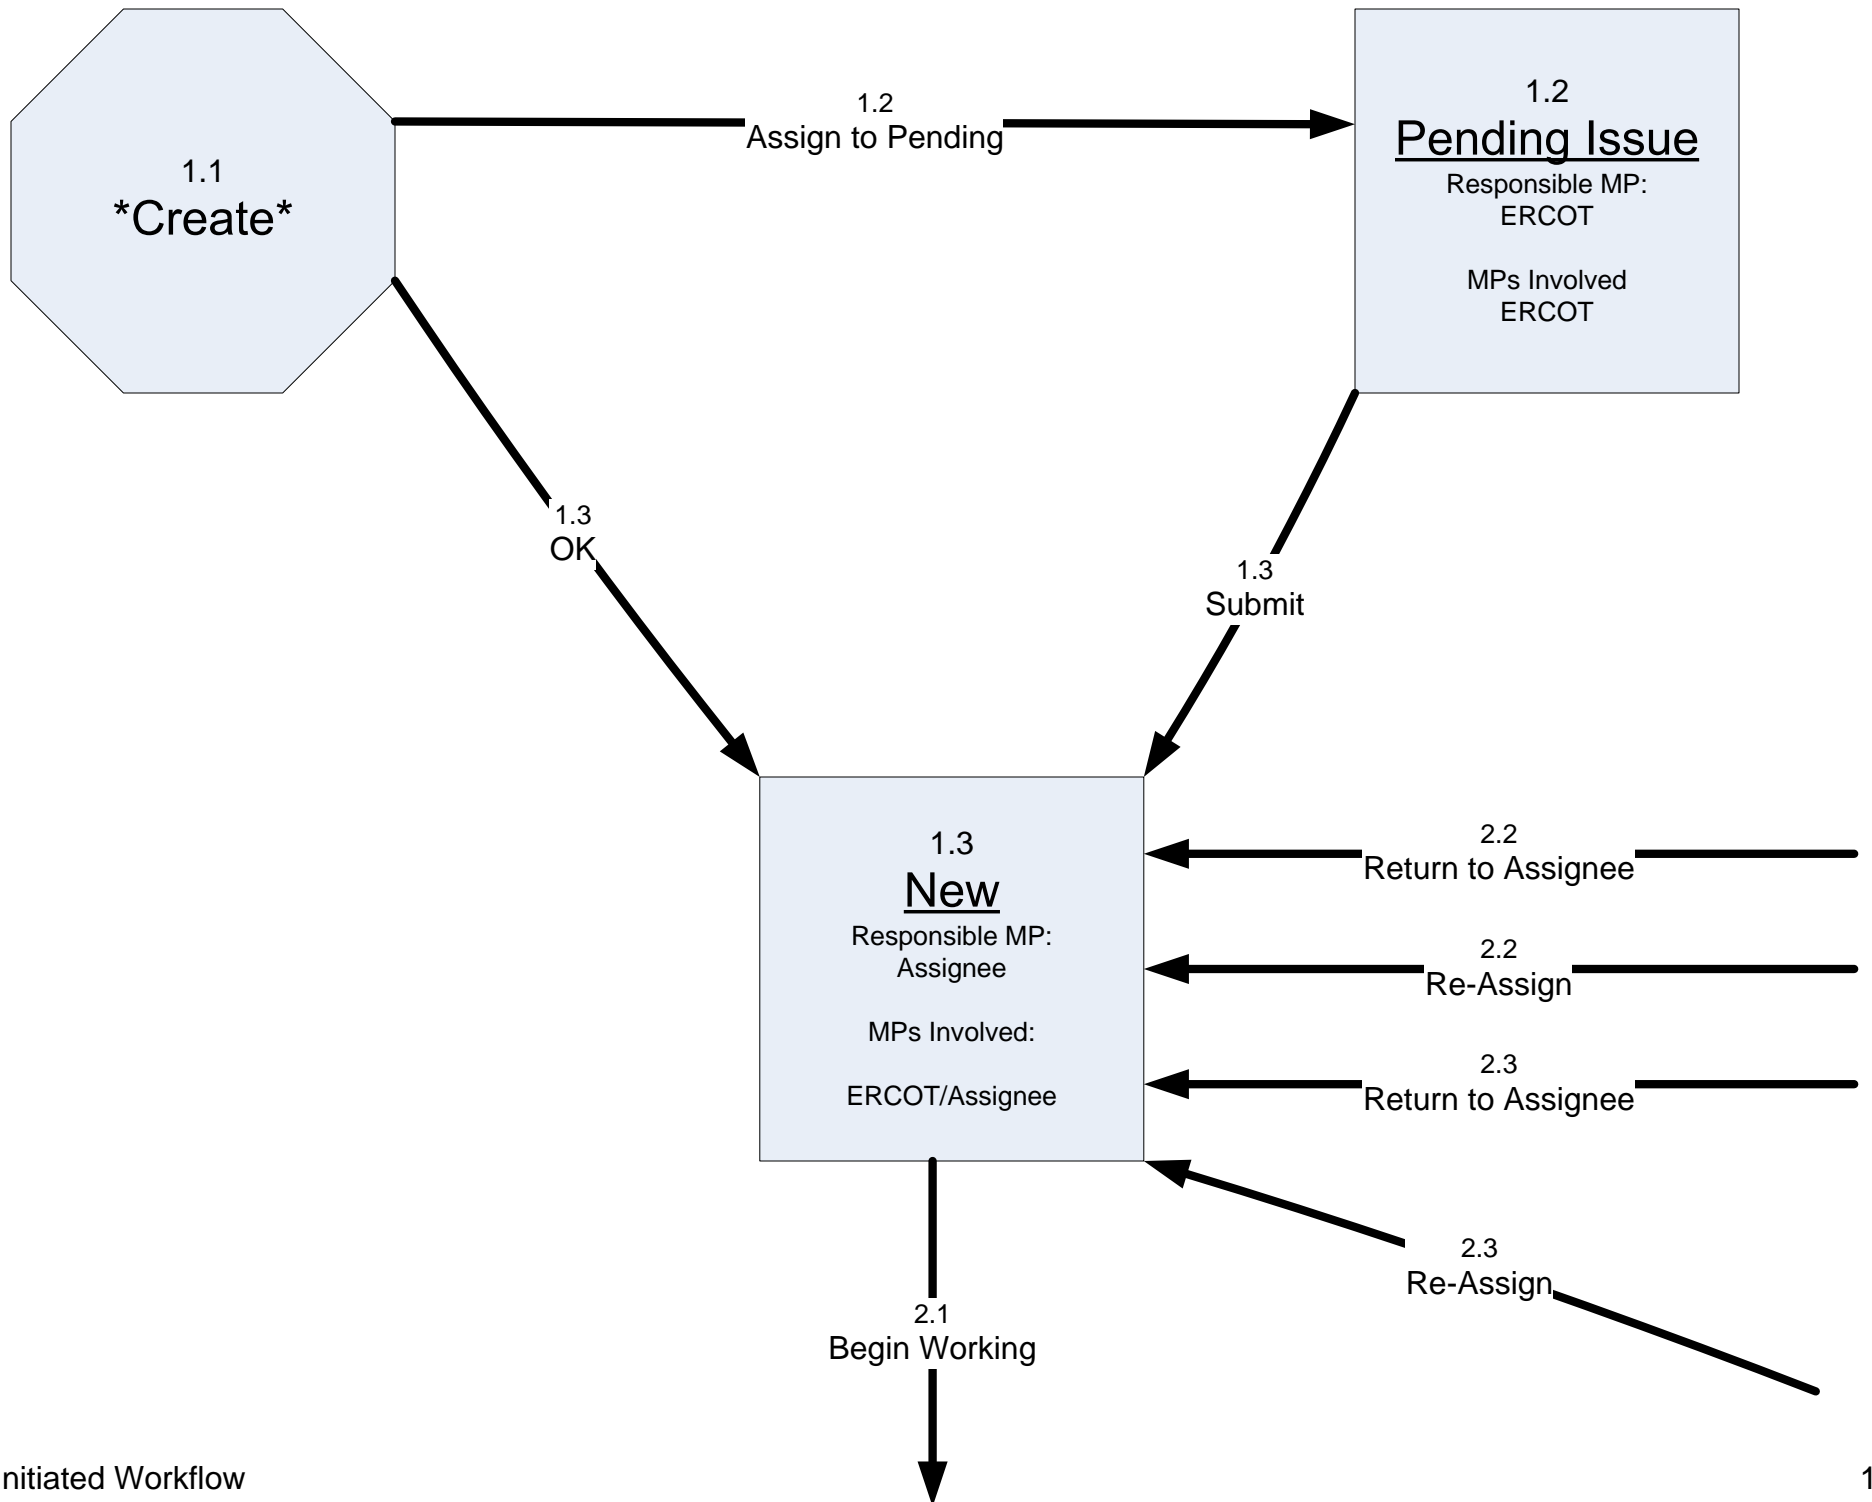 1.1
*Create*
1.2
Assign to Pending
1.2
Pending Issue
Responsible MP:
ERCOT
MPs Involved
ERCOT
1.3
OK
1.3
Submit
1.3
New
Responsible MP:
Assignee
MPs Involved:
ERCOT/Assignee
2.2
Return to Assignee
2.2
Re-Assign
2.3
Return to Assignee
2.3
Re-Assign
2.1
Begin Working
nitiated Workflow
1